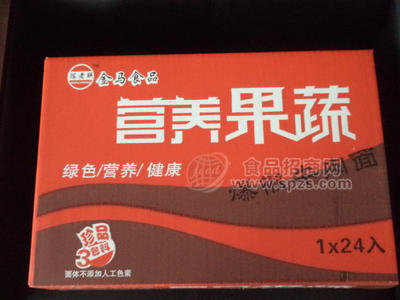 金马食品
营养果蔬
绿色/营养/健康
食品招商网
www.spzs.com
面
珍品
3
1x24入
面体不添加人工色素